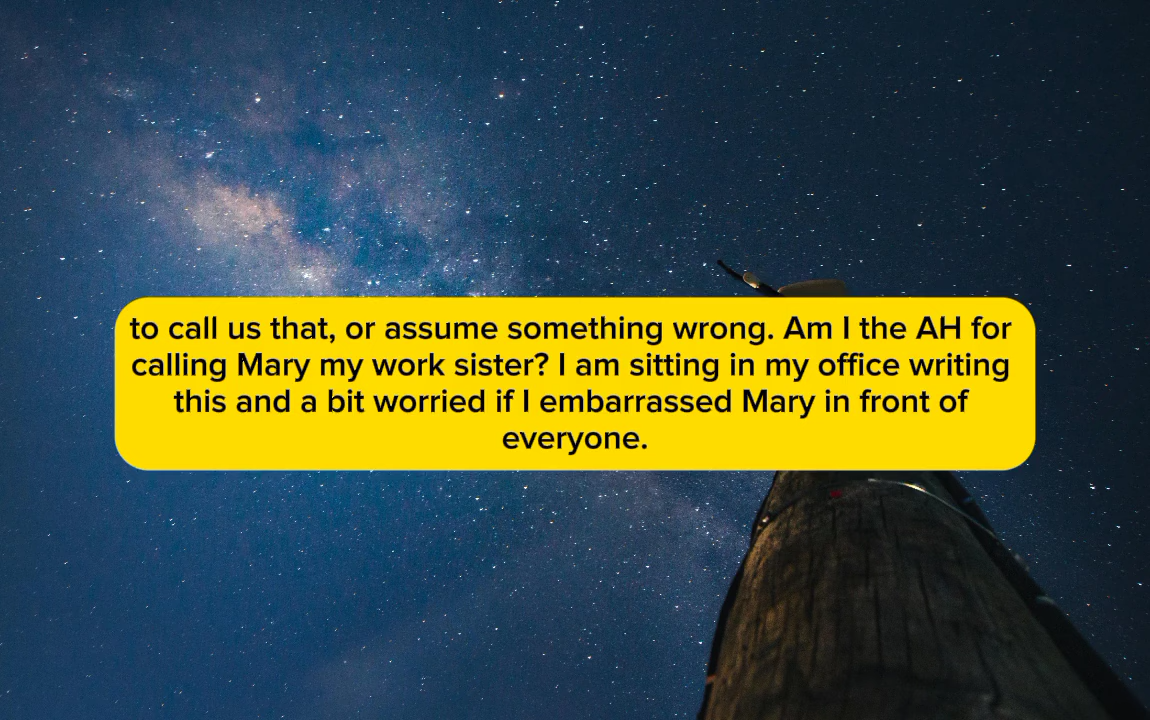 to call us that, or assume something wrong. Am I the AH for
calling Mary my work sister? I am sitting in my office writing
this and a bit worried if I embarrassed Mary in front of
everyone.